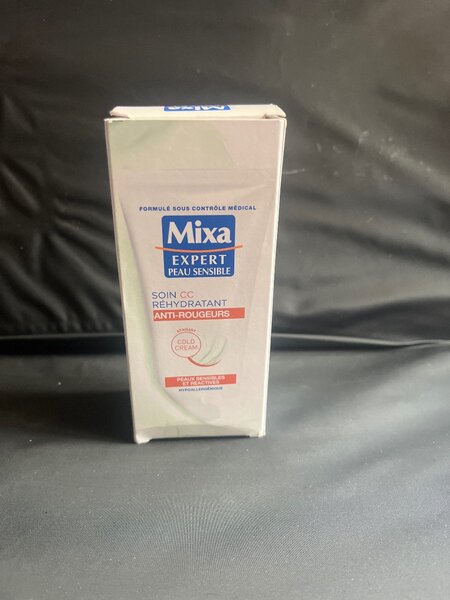 Mixa
FORMULÉ SOUS CONTRÔLE MÉDICAL
Mixa
EXPERT
PEAU SENSIBLE
SOIN CC
RÉHYDRATANT
ANTI-ROUGEURS
COLD
CREAM
PEAUX SENSIBLES
ET RÉACTIVES
HYPOALLERGÉNIQUE